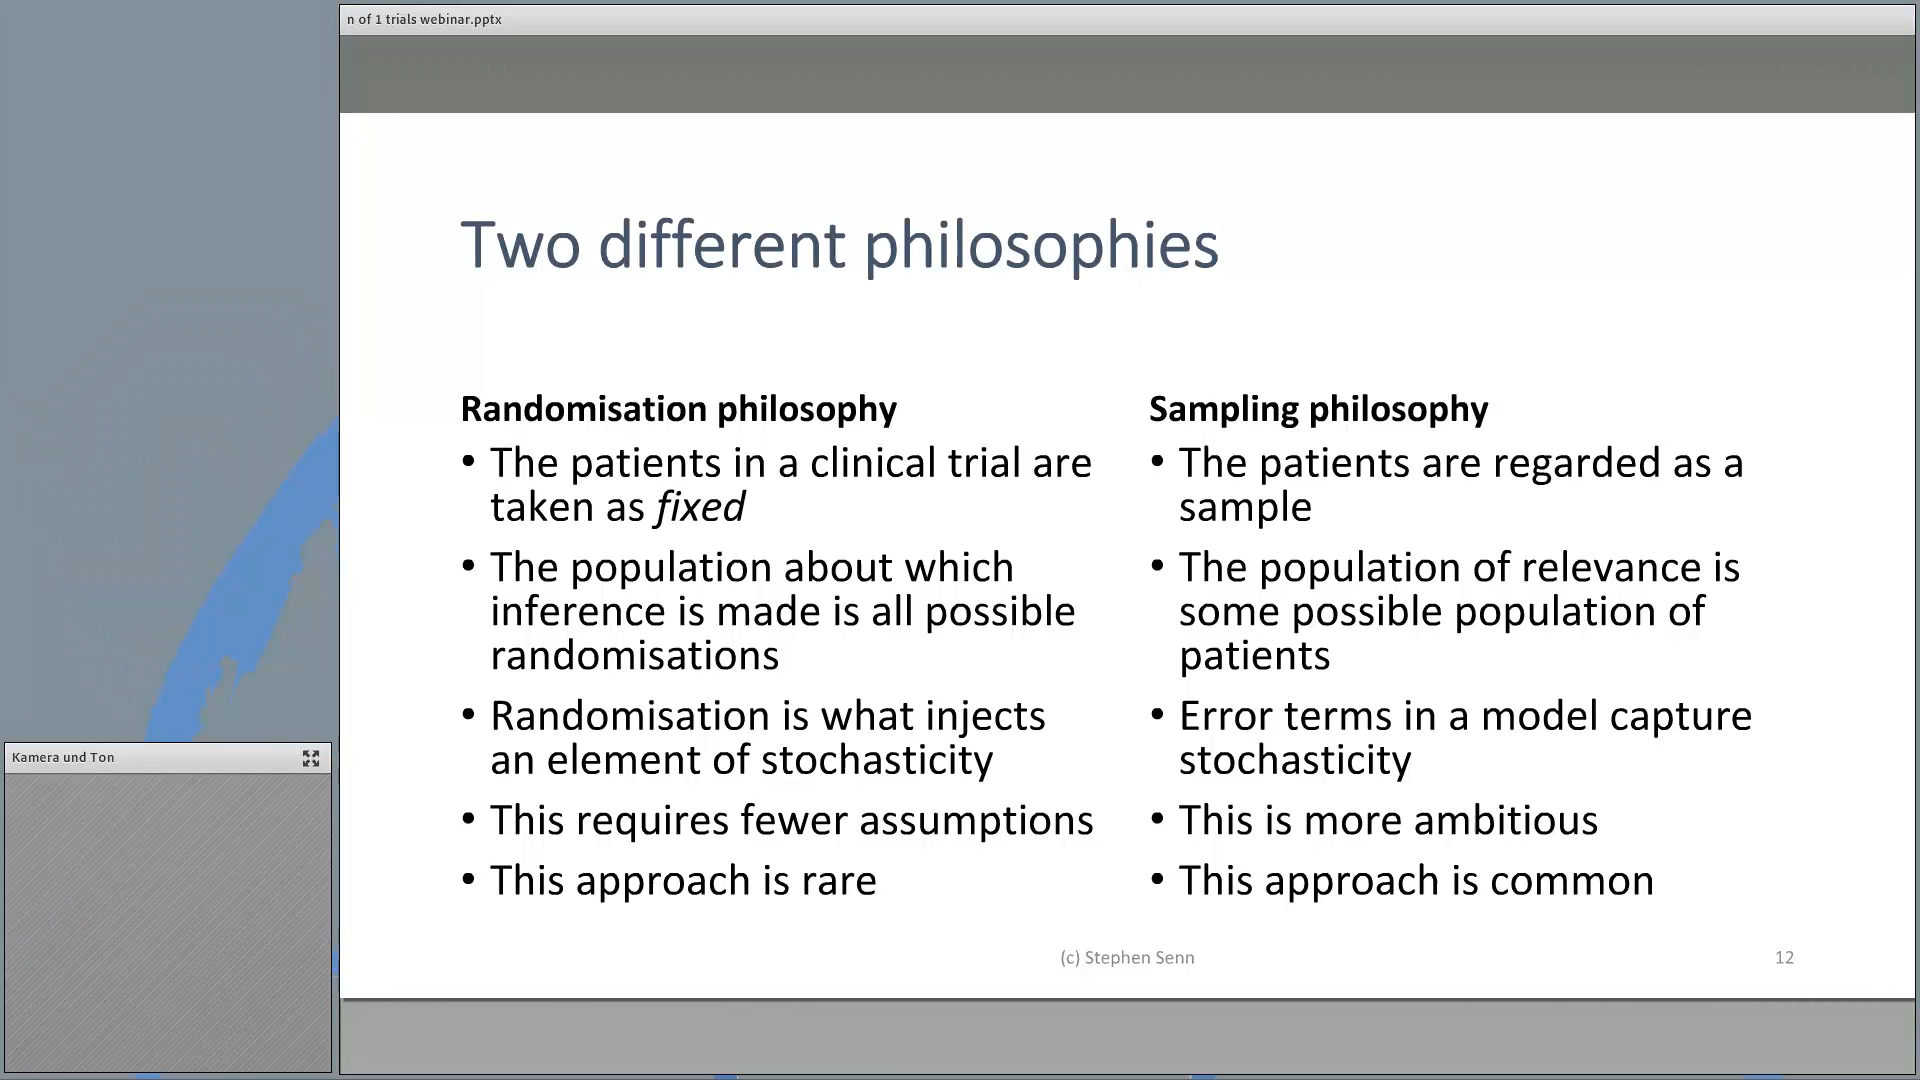 n of 1 trials webinar.pptx
Two different philosophies
Randomisation philosophy
• The patients in a clinical trial are
taken as fixed
• The population about which
inference is made is all possible
randomisations
• Randomisation is what injects
an element of stochasticity
• This requires fewer assumptions
• This approach is rare
Sampling philosophy
• The patients are regarded as a
sample
• The population of relevance is
some possible population of
patients
• Error terms in a model capture
stochasticity
• This is more ambitious
• This approach is common
(c) Stephen Senn
12
Kamera und Ton